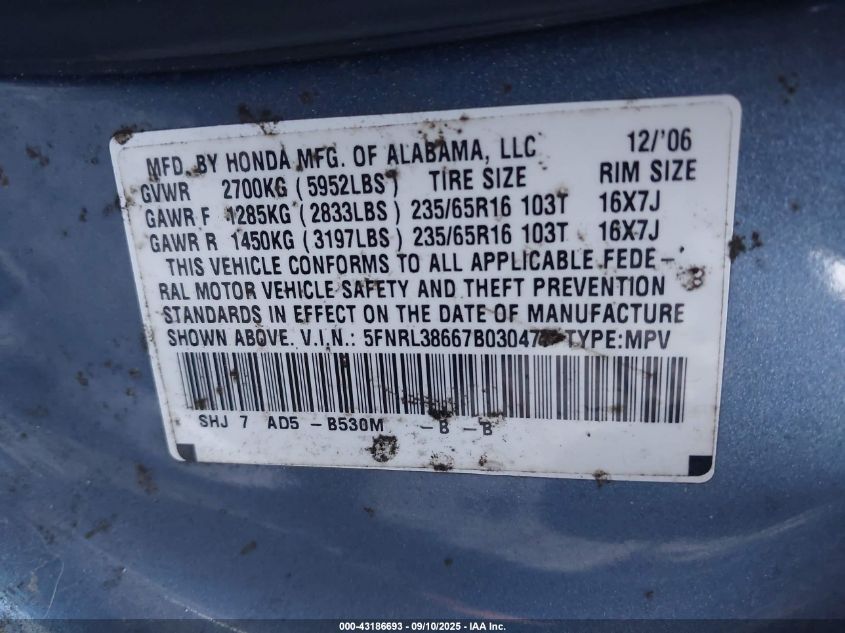 MFD. BY HONDA MFG. OF ALABAMA, LLC 12/'06
GVWR 2700KG (5952LBS) TIRE SIZE RIM SIZE
GAWR F 1285KG (2833LBS) 235/65R16 103T 16X7J
GAWR R 1450KG (3197LBS) 235/65R16 103T 16X7J
THIS VEHICLE CONFORMS TO ALL APPLICABLE FEDE-
RAL MOTOR VEHICLE SAFETY AND THEFT PREVENTION
STANDARDS IN EFFECT ON THE DATE OF MANUFACTURE
SHOWN ABOVE. V.I.N.: TYPE:MPV
SHJ 7 AD5 -B530M -B -B
000-43186693 - 09/10/2025 - IAA Inc.